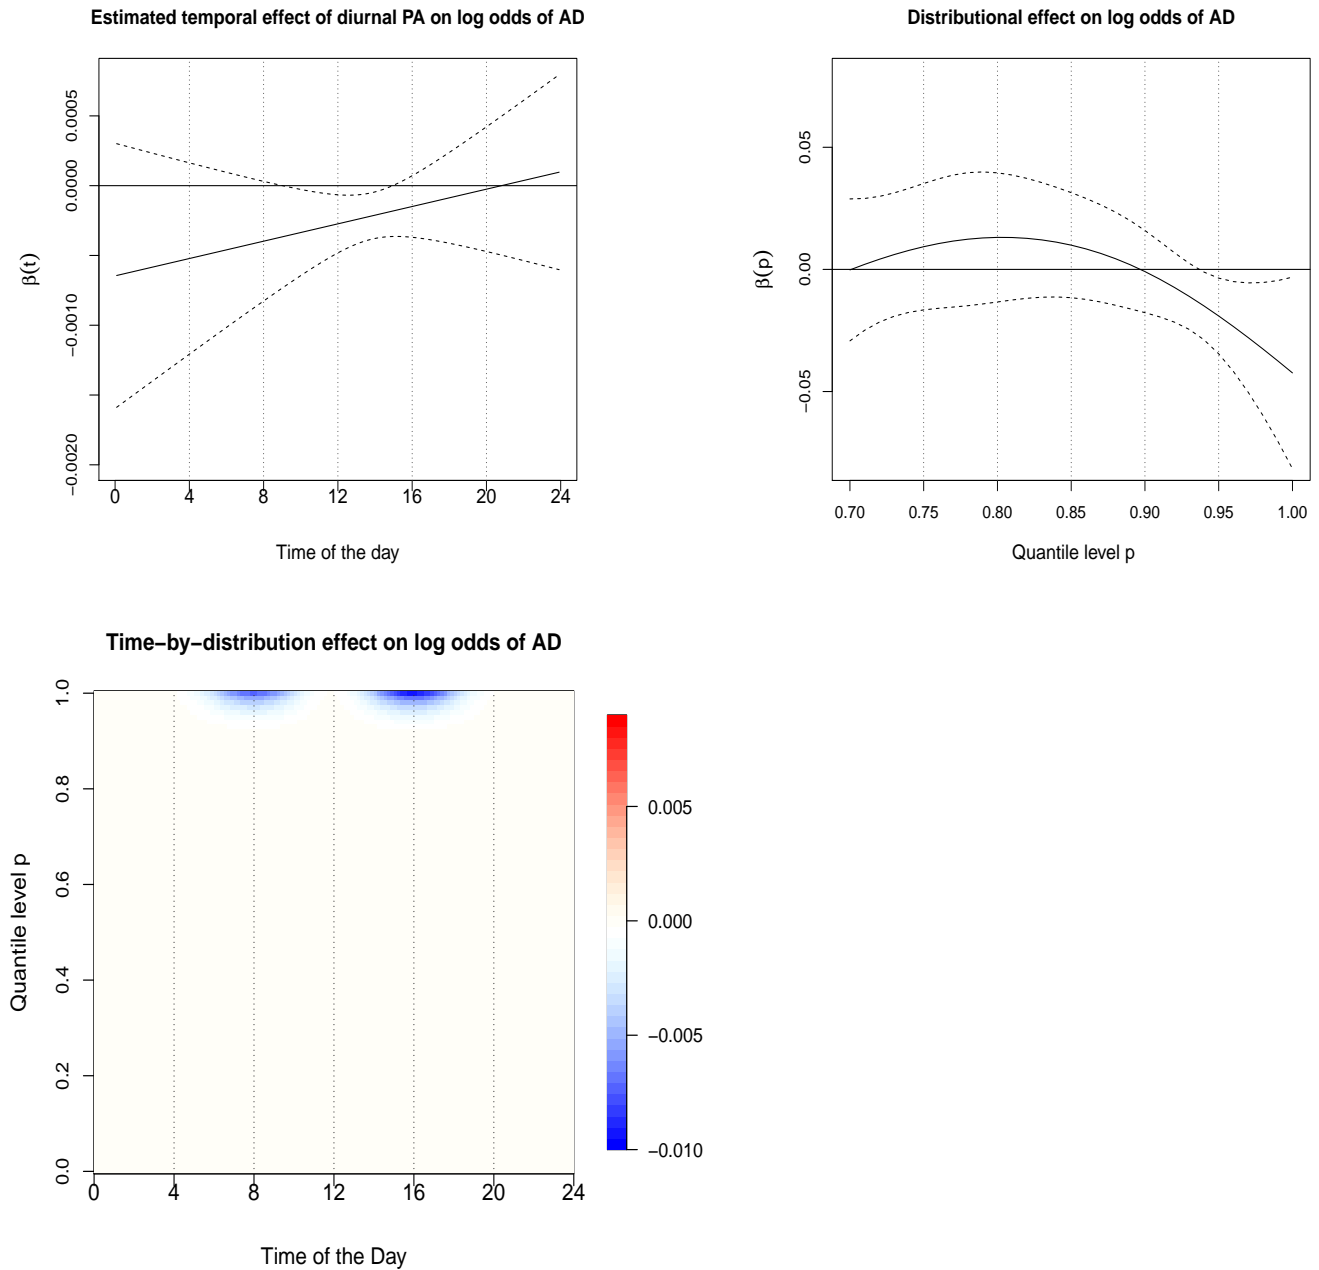 Estimated temporal effect of diurnal PA on log odds of AD
β(t)
0.0005
0.0000
−0.0010
−0.0020
0 4 8 12 16 20 24
Time of the day
Distributional effect on log odds of AD
β(p)
0.05
0.00
−0.05
0.70 0.75 0.80 0.85 0.90 0.95 1.00
Quantile level p
Time−by−distribution effect on log odds of AD
Quantile level p
1.0
0.8
0.6
0.4
0.2
0.0
0 4 8 12 16 20 24
Time of the Day
0.005
0.000
−0.005
−0.010